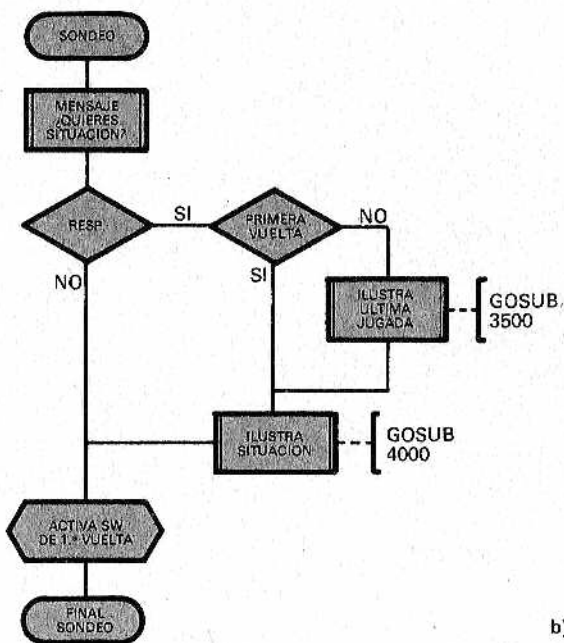 SONDEO
MENSAJE
¿QUIERES
SITUACION?
RESP.
SI
PRIMERA
VUELTA
NO
NO
SI
ILUSTRA
ULTIMA
JUGADA
GOSUB
3500
ILUSTRA
SITUACION
GOSUB
4000
ACTIVA SW
DE 1.ª VUELTA
FINAL
SONDEO
b)